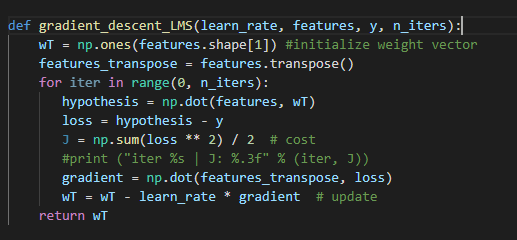 def gradient_descent_LMS(learn_rate, features, y, n_iters):
    wT = np.ones(features.shape[1]) #initialize weight vector
    features_transpose = features.transpose()
    for iter in range(0, n_iters):
        hypothesis = np.dot(features, wT)
        loss = hypothesis - y
        J = np.sum(loss ** 2) / 2  # cost
        #print ("iter %s | J: %.3f" % (iter, J))
        gradient = np.dot(features_transpose, loss)
        wT = wT - learn_rate * gradient  # update
    return wT